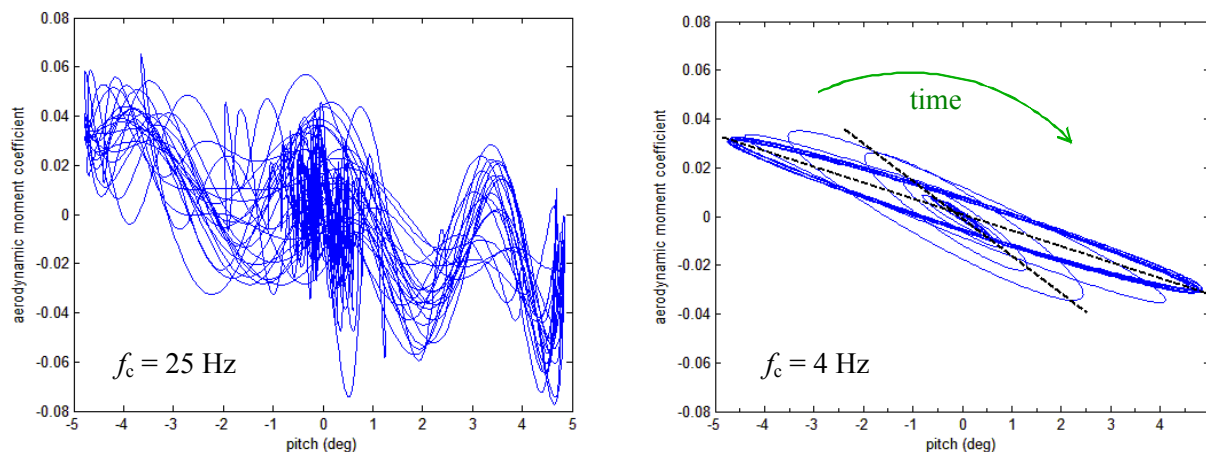 0.08
0.06
0.04
0.02
0
-0.02
-0.04
-0.06
-0.08
aerodynamic moment coefficient
fc = 25 Hz
-5 -4 -3 -2 -1 0 1 2 3 4 5
pitch (deg)
0.08
0.06
0.04
0.02
0
-0.02
-0.04
-0.06
-0.08
aerodynamic moment coefficient
time
fc = 4 Hz
-5 -4 -3 -2 -1 0 1 2 3 4 5
pitch (deg)